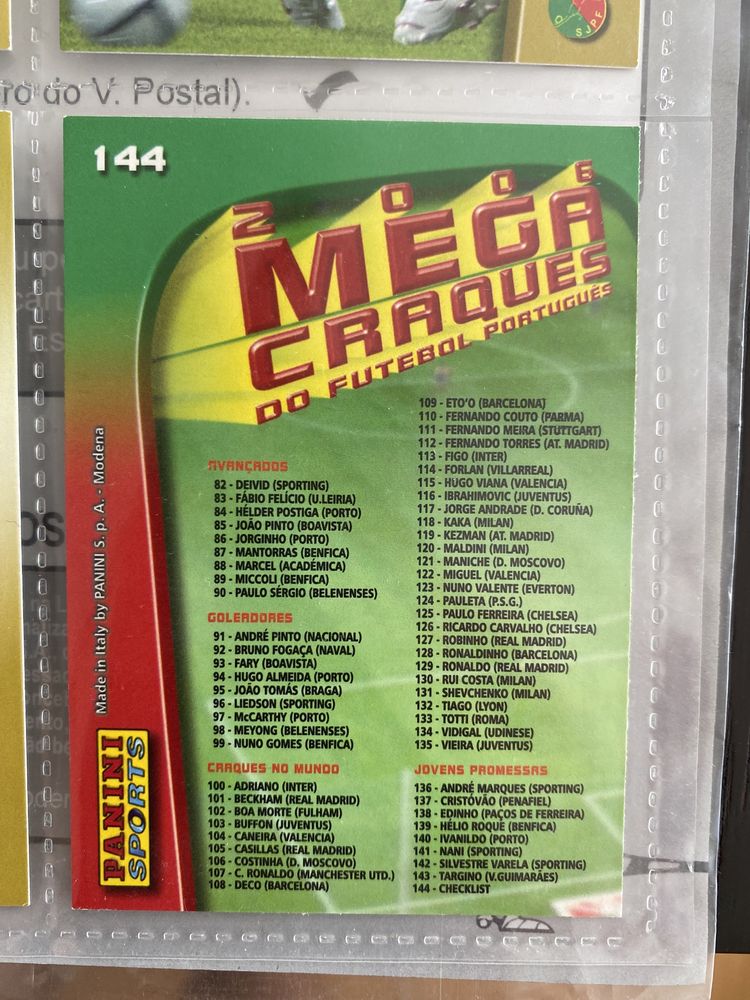 SJPF
ro do V. Postal).
144
2006
MEGA
CRAQUES
DO FUTEBOL PORTUGUÊS
AVANÇADOS
82 - DEIVID (SPORTING)
83 - FÁBIO FELÍCIO (U.LEIRIA)
84 - HÉLDER POSTIGA (PORTO)
85 - JOÃO PINTO (BOAVISTA)
86 - JORGINHO (PORTO)
87 - MANTORRAS (BENFICA)
88 - MARCEL (ACADÉMICA)
89 - MICCOLI (BENFICA)
90 - PAULO SÉRGIO (BELENENSES)
GOLEADORES
91 - ANDRÉ PINTO (NACIONAL)
92 - BRUNO FOGAÇA (NAVAL)
93 - FARY (BOAVISTA)
94 - HUGO ALMEIDA (PORTO)
95 - JOÃO TOMÁS (BRAGA)
96 - LIEDSON (SPORTING)
97 - McCARTHY (PORTO)
98 - MEYONG (BELENENSES)
99 - NUNO GOMES (BENFICA)
CRAQUES NO MUNDO
100 - ADRIANO (INTER)
101 - BECKHAM (REAL MADRID)
102 - BOA MORTE (FULHAM)
103 - BUFFON (JUVENTUS)
104 - CANEIRA (VALENCIA)
105 - CASILLAS (REAL MADRID)
106 - COSTINHA (D. MOSCOVO)
107 - C. RONALDO (MANCHESTER UTD.)
108 - DECO (BARCELONA)
109 - ETO'O (BARCELONA)
110 - FERNANDO COUTO (PARMA)
111 - FERNANDO MEIRA (STUTTGART)
112 - FERNANDO TORRES (AT. MADRID)
113 - FIGO (INTER)
114 - FORLAN (VILLARREAL)
115 - HUGO VIANA (VALENCIA)
116 - IBRAHIMOVIC (JUVENTUS)
117 - JORGE ANDRADE (D. CORUÑA)
118 - KAKA (MILAN)
119 - KEZMAN (AT. MADRID)
120 - MALDINI (MILAN)
121 - MANICHE (D. MOSCOVO)
122 - MIGUEL (VALENCIA)
123 - NUNO VALENTE (EVERTON)
124 - PAULETA (P.S.G.)
125 - PAULO FERREIRA (CHELSEA)
126 - RICARDO CARVALHO (CHELSEA)
127 - ROBINHO (REAL MADRID)
128 - RONALDINHO (BARCELONA)
129 - RONALDO (REAL MADRID)
130 - RUI COSTA (MILAN)
131 - SHEVCHENKO (MILAN)
132 - TIAGO (LYON)
133 - TOTTI (ROMA)
134 - VIDIGAL (UDINESE)
135 - VIEIRA (JUVENTUS)
JOVENS PROMESSAS
136 - ANDRÉ MARQUES (SPORTING)
137 - CRISTÓVÃO (PENAFIEL)
138 - EDINHO (PAÇOS DE FERREIRA)
139 - HÉLIO ROQUE (BENFICA)
140 - IVANILDO (PORTO)
141 - NANI (SPORTING)
142 - SILVESTRE VARELA (SPORTING)
143 - TARGINO (V.GUIMARÃES)
144 - CHECKLIST
Made in Italy by PANINI S. p. A. - Modena
PANINI
SPORTS